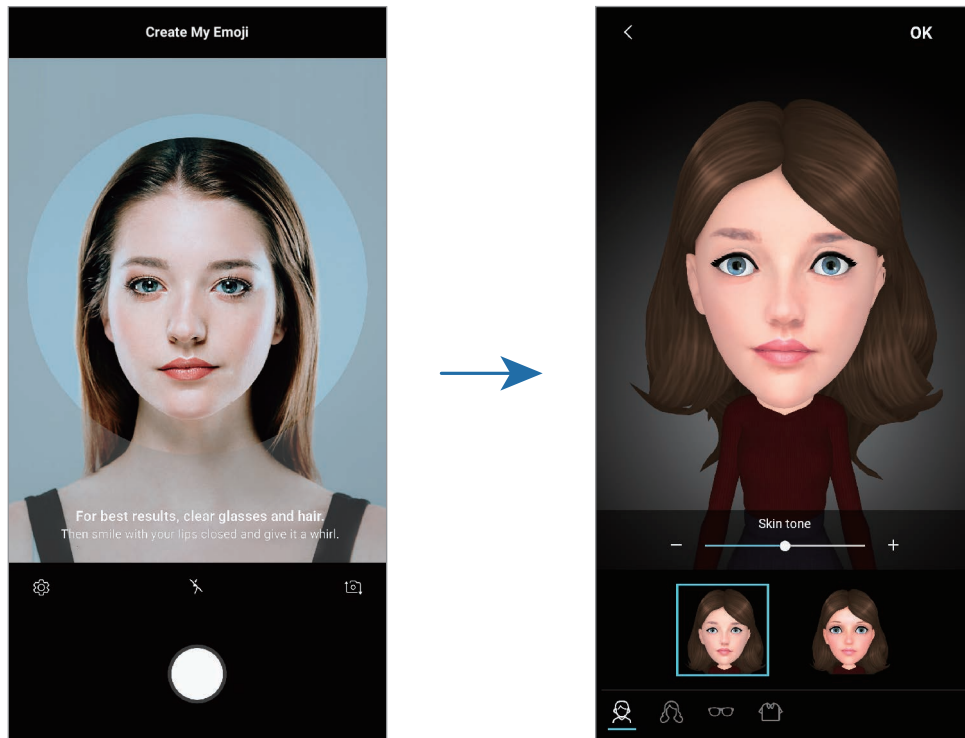 Create My Emoji
For best results, clear glasses and hair.
Then smile with your lips closed and give it a whirl.
OK
Skin tone